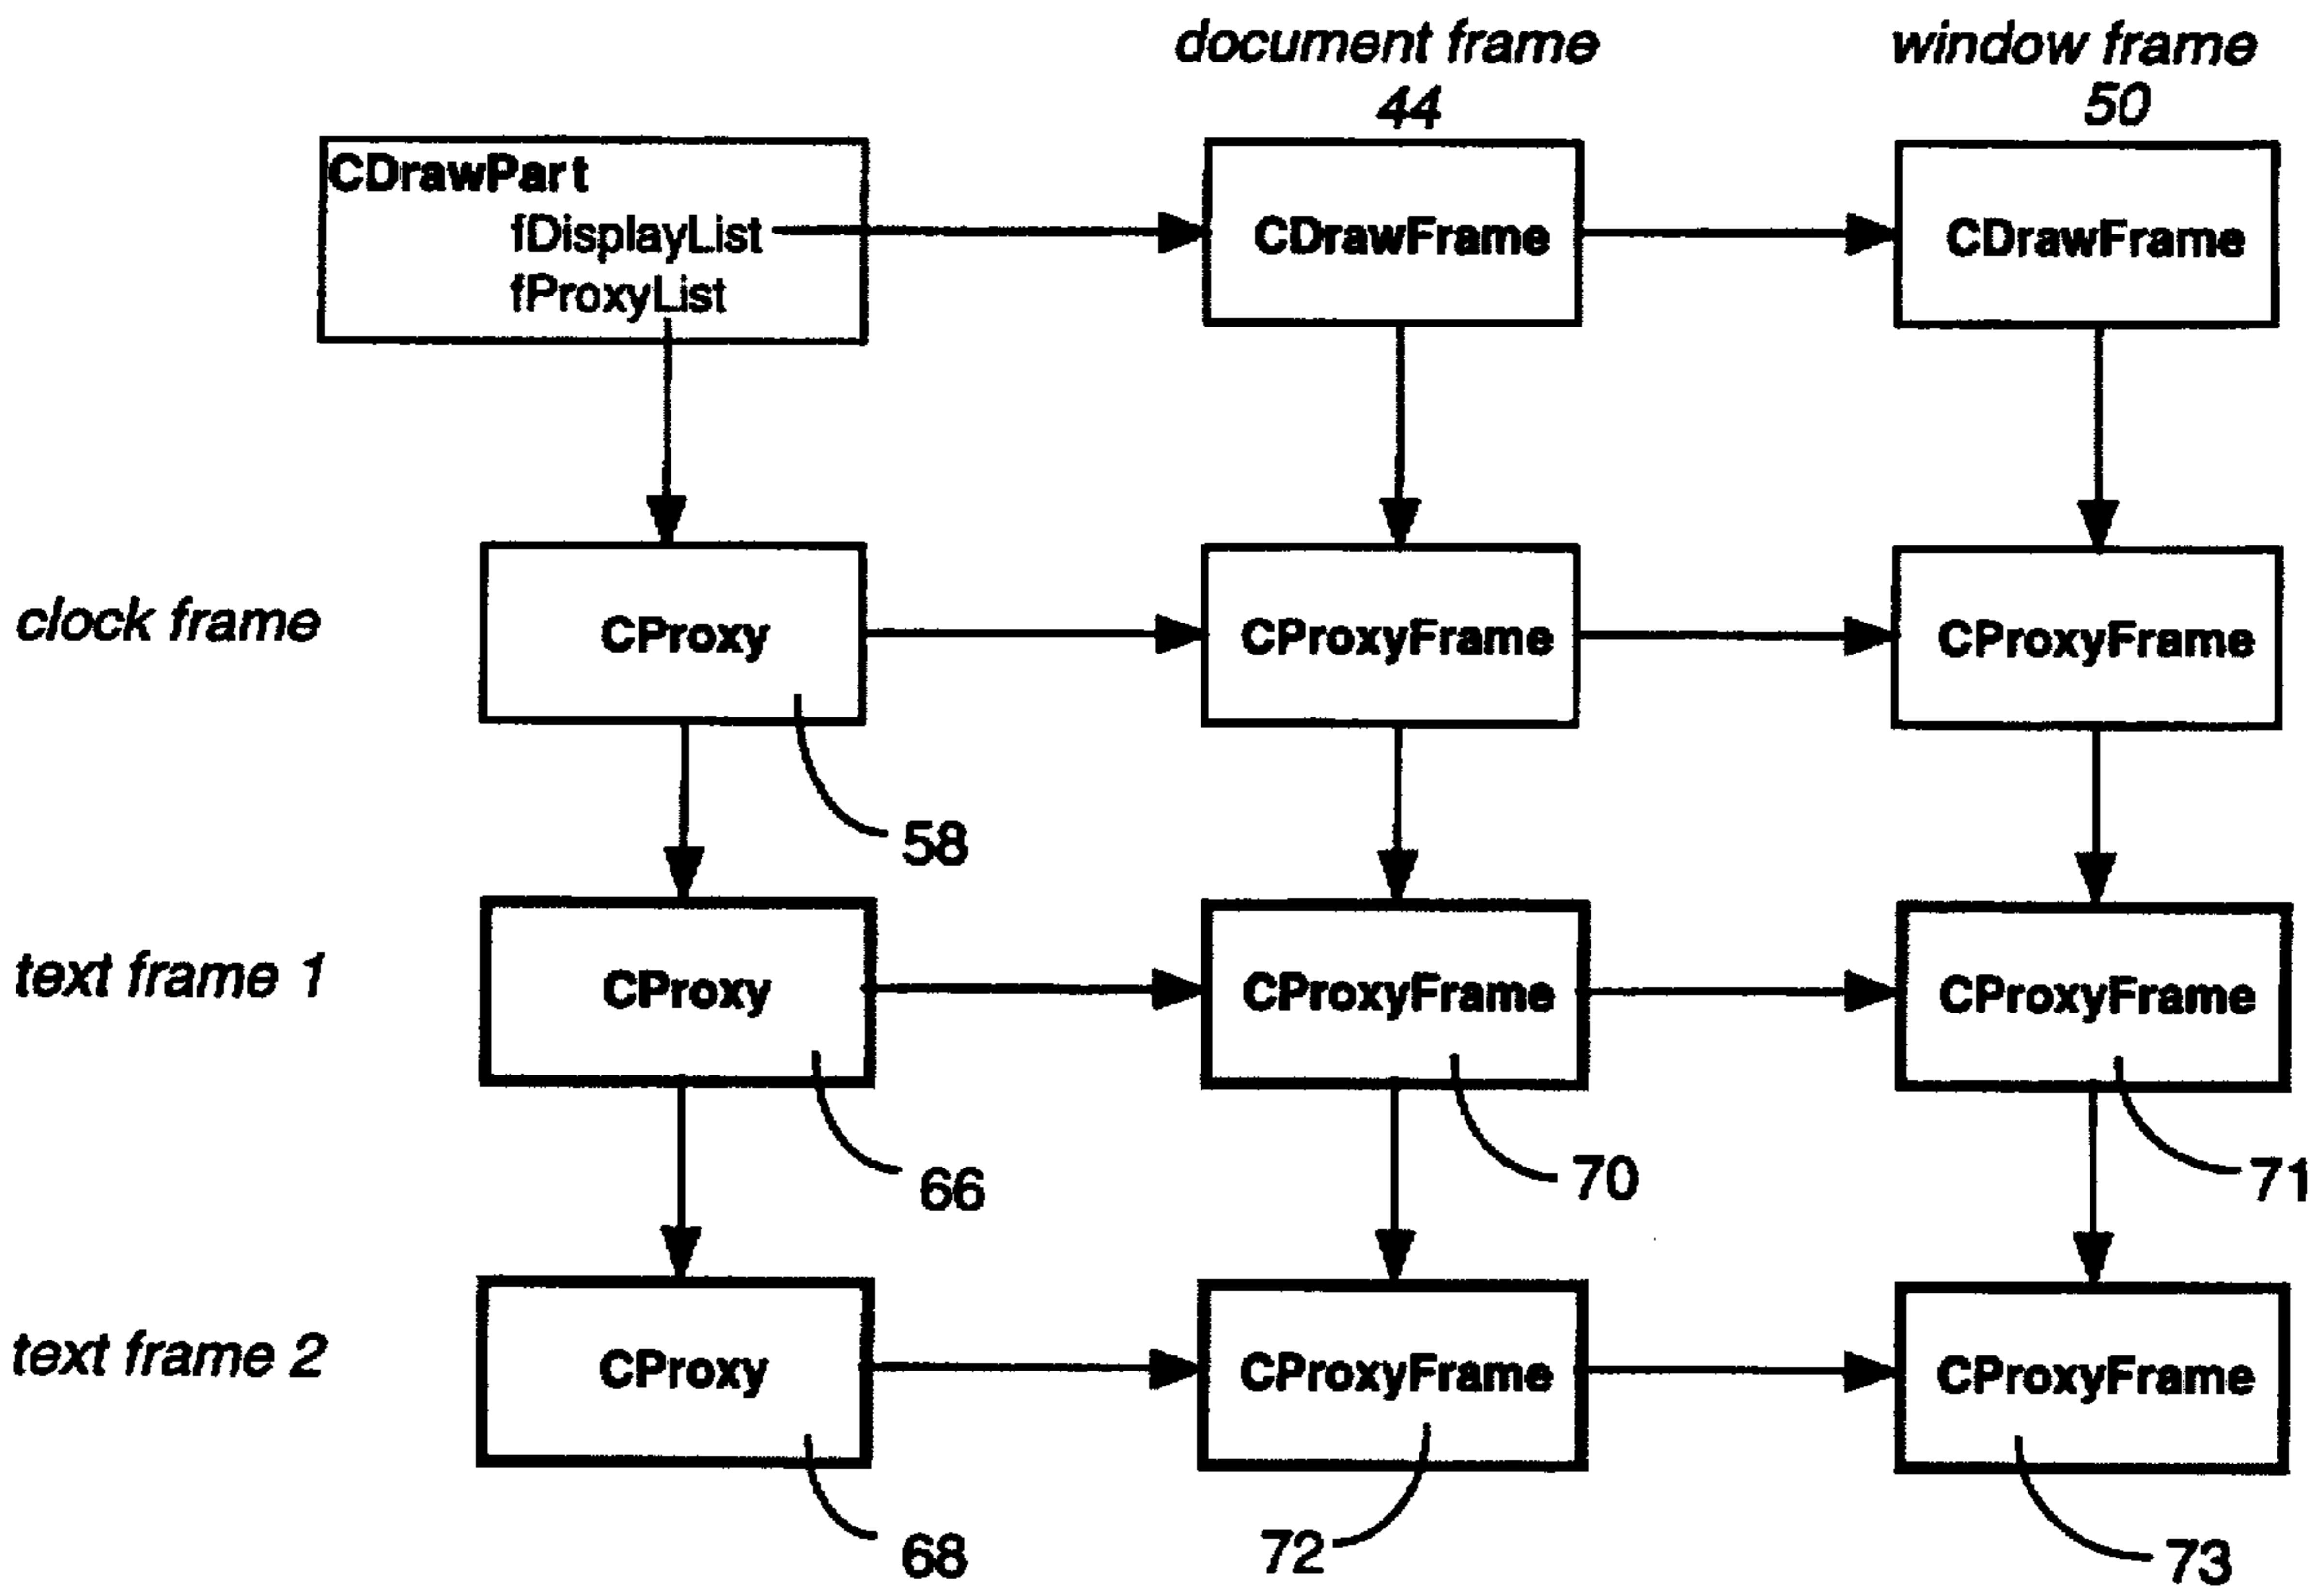 document frame
44
window frame
50
CDrawPart
fDisplayList
fProxyList
CDrawFrame
CDrawFrame
clock frame
CProxy
CProxyFrame
CProxyFrame
58
text frame 1
CProxy
CProxyFrame
CProxyFrame
66
70
71
text frame 2
CProxy
CProxyFrame
CProxyFrame
68
72
73